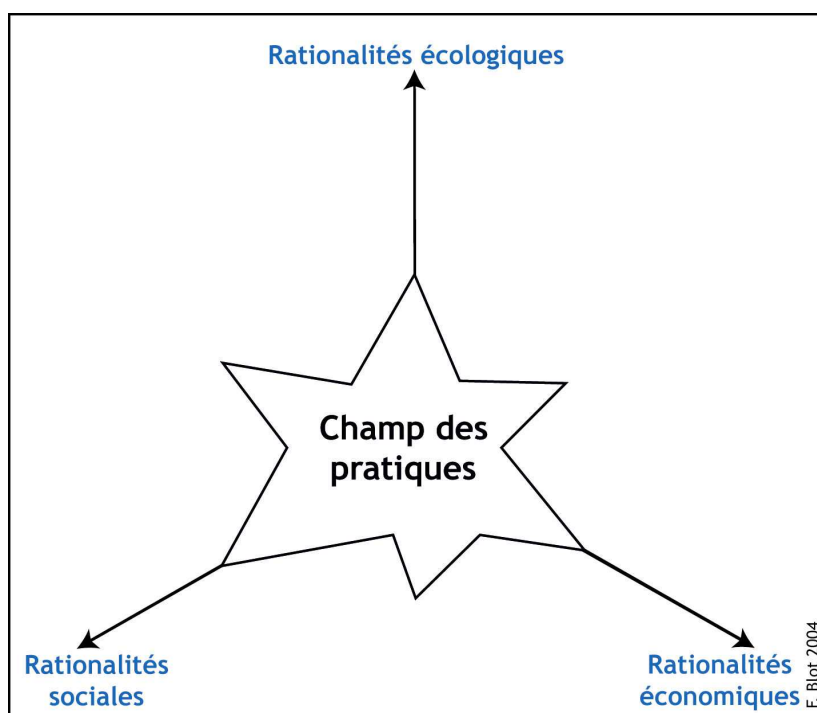 Rationalités écologiques
Champ des
pratiques
Rationalités
sociales
Rationalités
économiques
F. Blot 2004